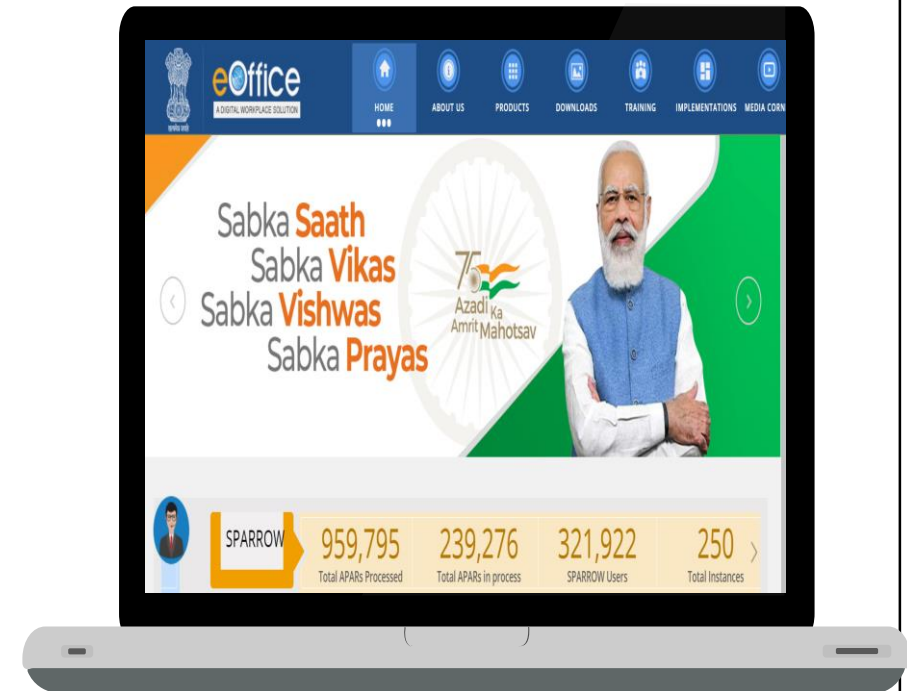 eOffice
A DIGITAL WORKPLACE SOLUTION
HOME
ABOUT US
PRODUCTS
DOWNLOADS
TRAINING
IMPLEMENTATIONS
MEDIA CORN
Sabka Saath
Sabka Vikas
Sabka Vishwas
Sabka Prayas
75
Azadi Ka
Amrit Mahotsav
SPARROW
959,795
Total APARs Processed
239,276
Total APARs in process
321,922
SPARROW Users
250
Total Instances